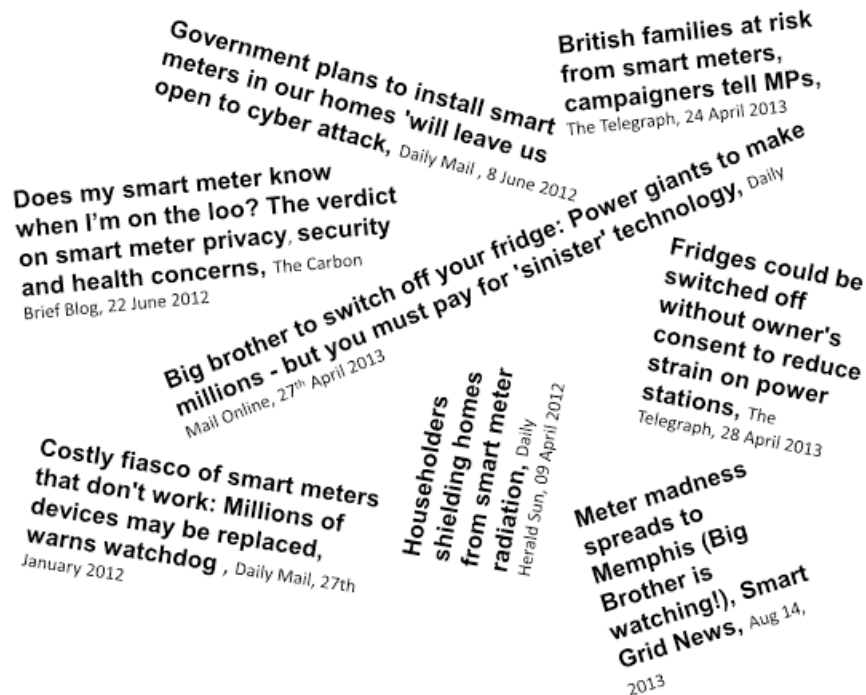 Government plans to install smart
meters in our homes 'will leave us
open to cyber attack, Daily Mail , 8 June 2012
British families at risk
from smart meters,
campaigners tell MPs,
The Telegraph, 24 April 2013
Does my smart meter know
when I’m on the loo? The verdict
on smart meter privacy, security
and health concerns, The Carbon
Brief Blog, 22 June 2012
Big brother to switch off your fridge: Power giants to make
millions - but you must pay for 'sinister' technology, Daily
Mail Online, 27th April 2013
Fridges could be
switched off
without owner's
consent to reduce
strain on power
stations, The
Telegraph, 28 April 2013
Costly fiasco of smart meters
that don't work: Millions of
devices may be replaced,
warns watchdog , Daily Mail, 27th
January 2012
Householders
shielding homes
from smart meter
radiation, Daily
Herald Sun, 09 April 2012
Meter madness
spreads to
Memphis (Big
Brother is
watching!), Smart
Grid News, Aug 14,
2013